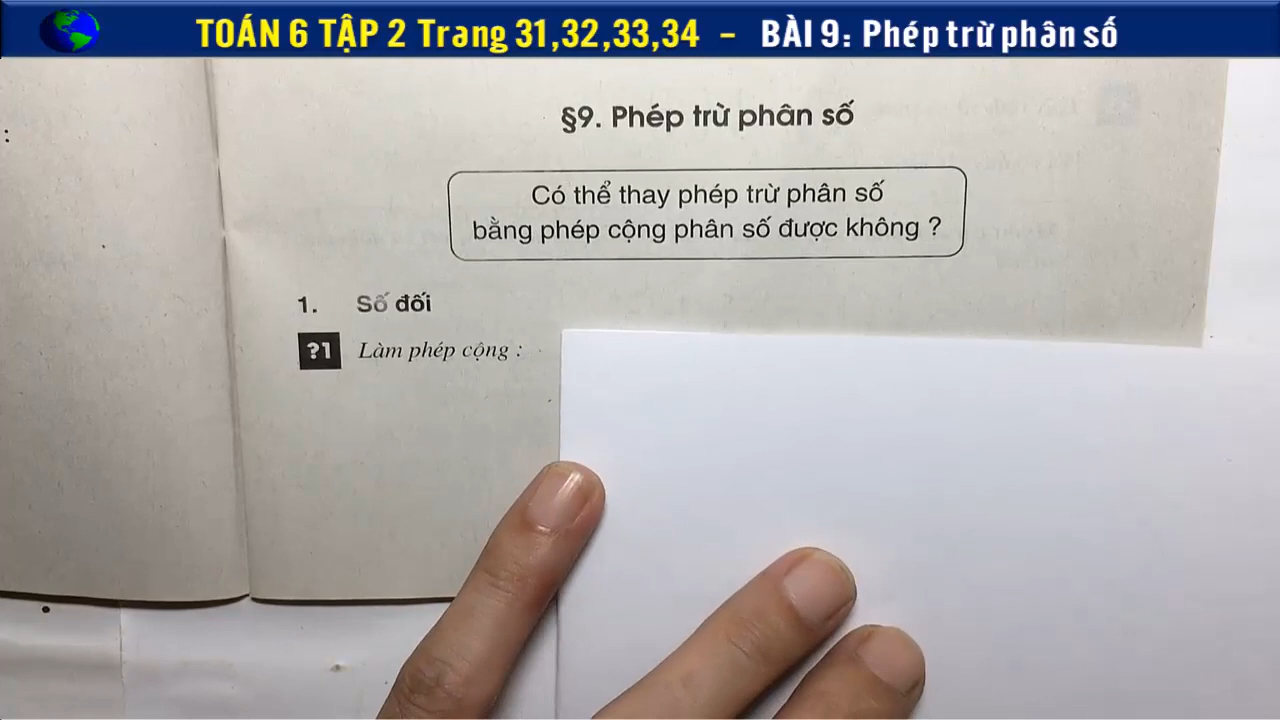 TOÁN 6 TẬP 2 Trang 31,32,33,34 – BÀI 9: Phép trừ phân số
§9. Phép trừ phân số
Có thể thay phép trừ phân số
bằng phép cộng phân số được không ?
1. Số đối
?1 Làm phép cộng :